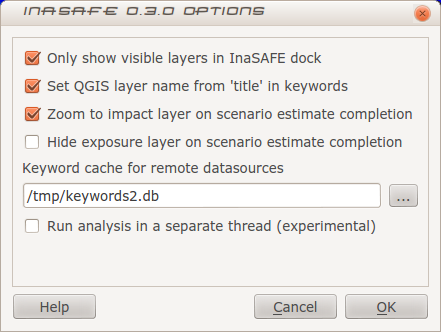 InaSAFE 0.3.0 Options
Only show visible layers in InaSAFE dock
Set QGIS layer name from 'title' in keywords
Zoom to impact layer on scenario estimate completion
Hide exposure layer on scenario estimate completion
Keyword cache for remote datasources
/tmp/keywords2.db
...
Run analysis in a separate thread (experimental)
Help
Cancel
OK